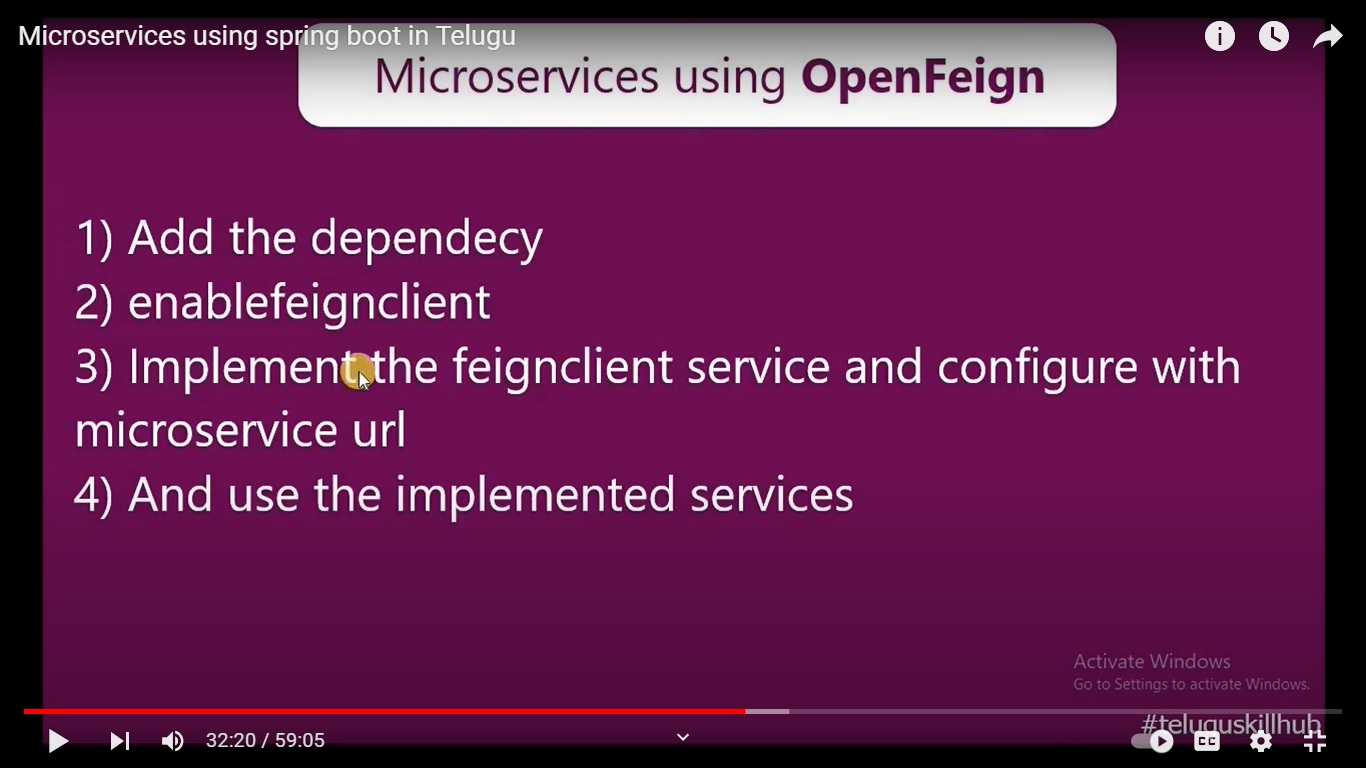 Microservices using spring boot in Telugu
Microservices using OpenFeign
1) Add the dependecy
2) enablefeignclient
3) Implement the feignclient service and configure with
microservice url
4) And use the implemented services
Activate Windows
Go to Settings to activate Windows.
#teluguskillhub
32:20 / 59:05
CC